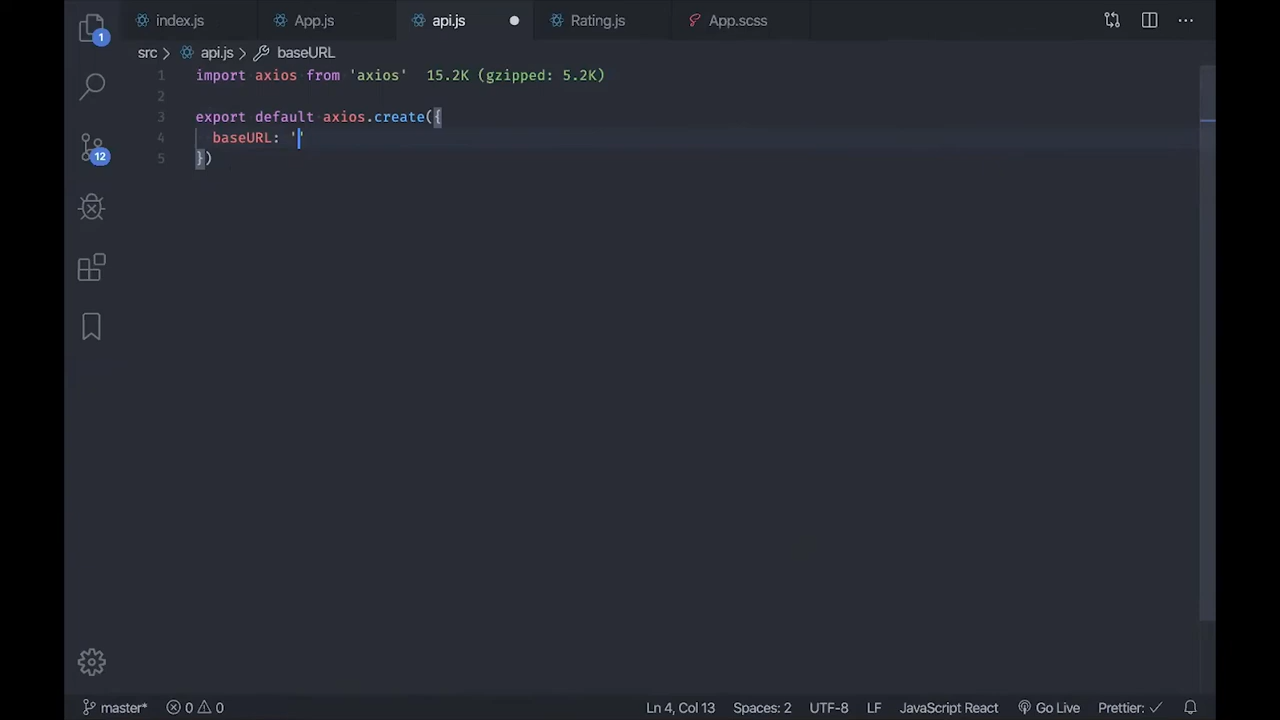 index.js App.js api.js Rating.js App.scss
src api.js baseURL
1 import axios from 'axios' 15.2K (gzipped: 5.2K)
2
3 export default axios.create({
4 baseURL: ''
5 })
1
12
master* 0 0 Ln 4, Col 13 Spaces: 2 UTF-8 LF JavaScript React Go Live Prettier: ✓